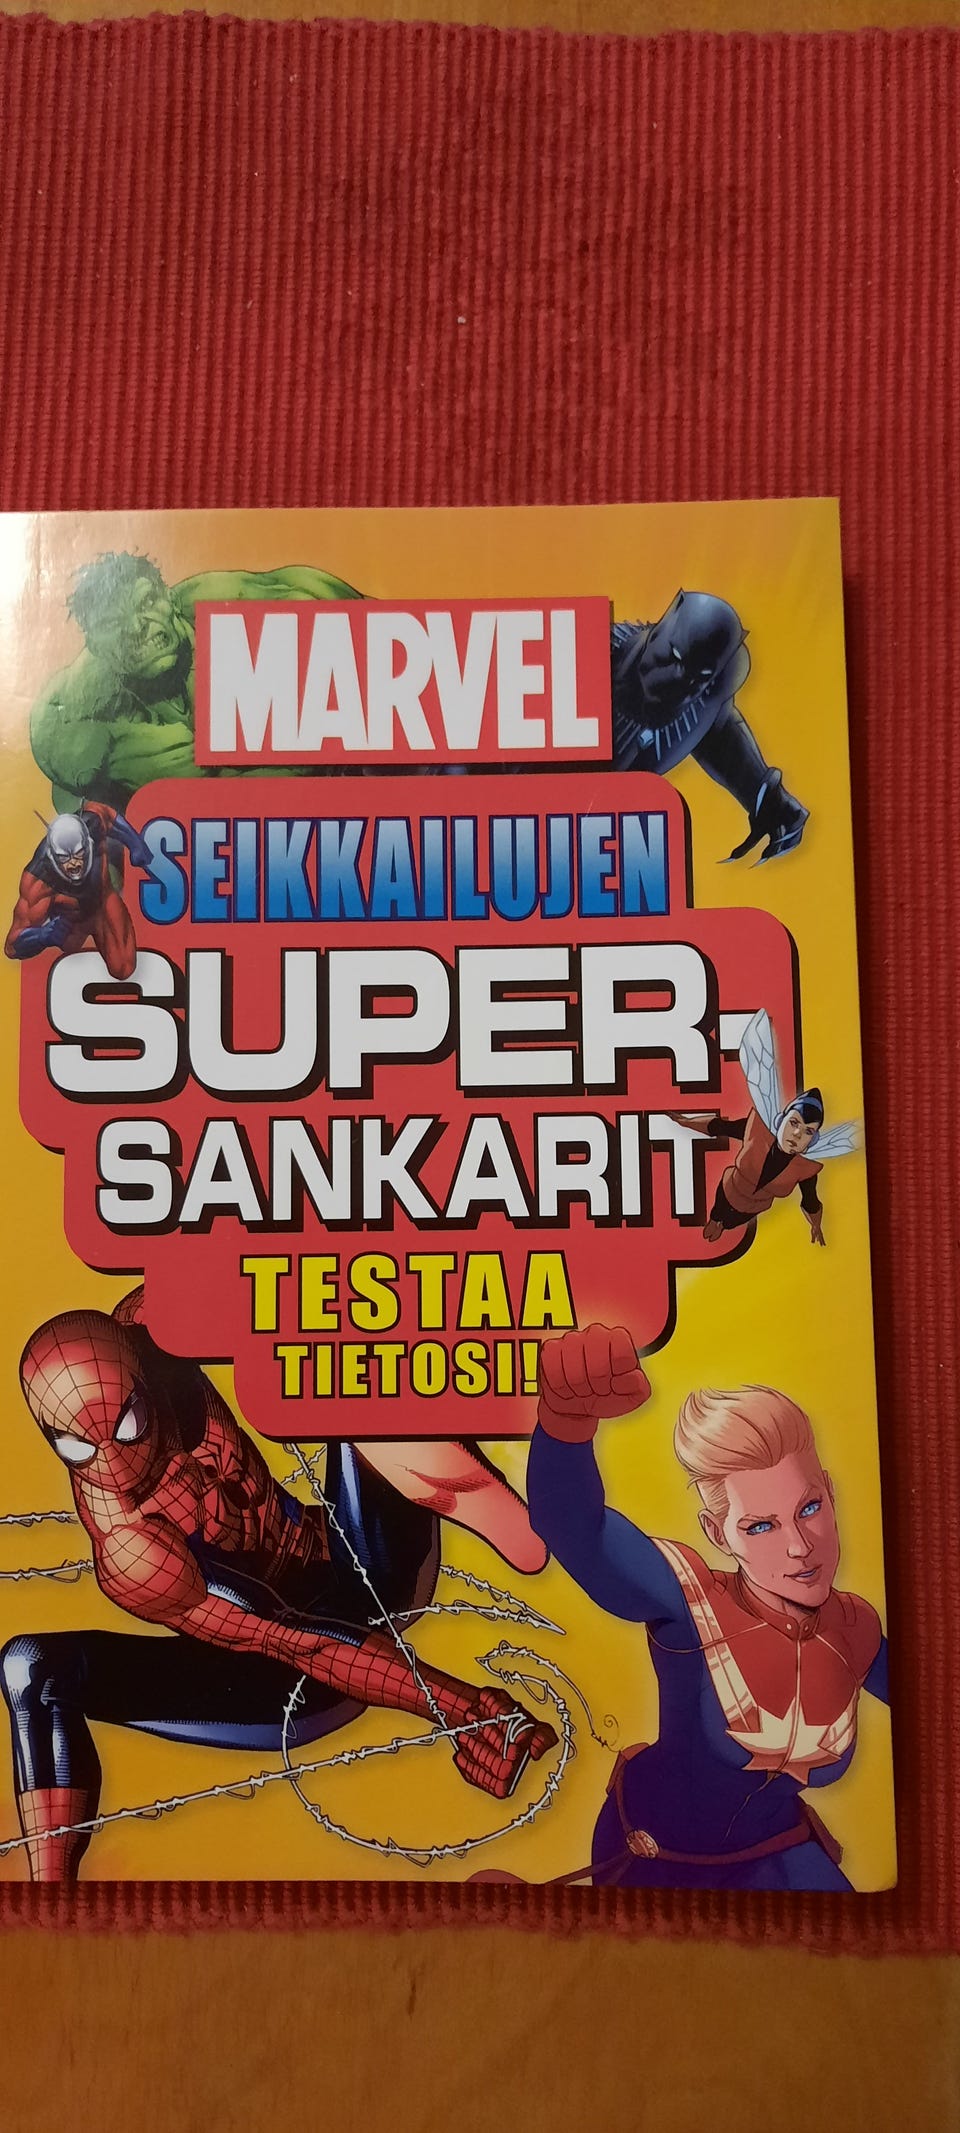 MARVEL
SEIKKAILUJEN
SUPER-
SANKARIT
TESTAA
TIETOSI!